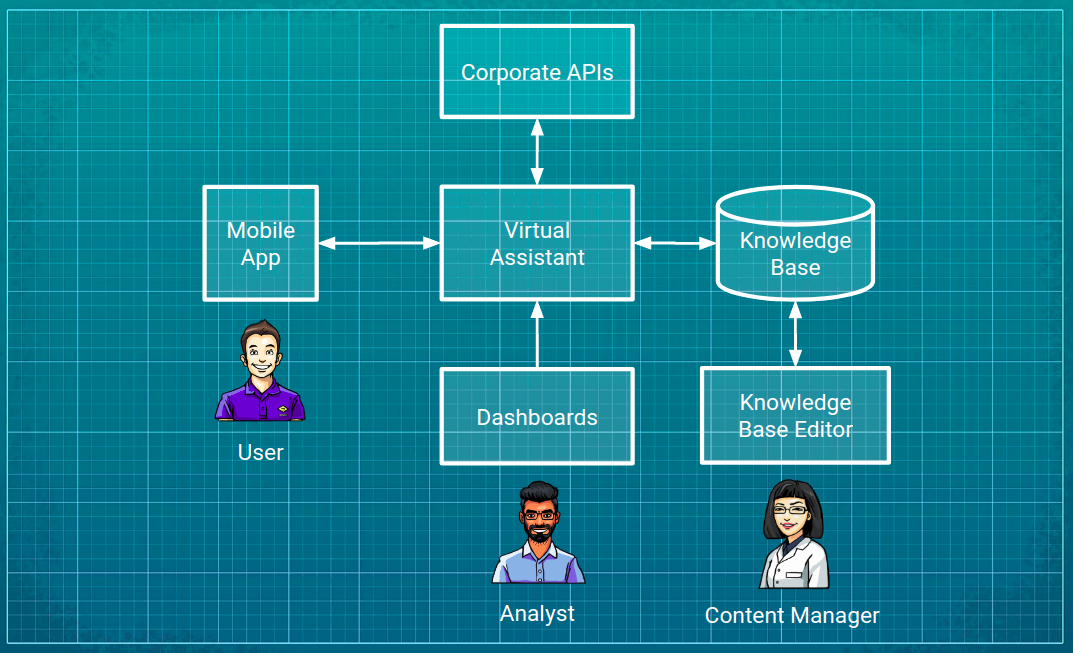 Corporate APIs
Mobile
App
Virtual
Assistant
Knowledge
Base
User
Dashboards
Knowledge
Base Editor
Analyst
Content Manager